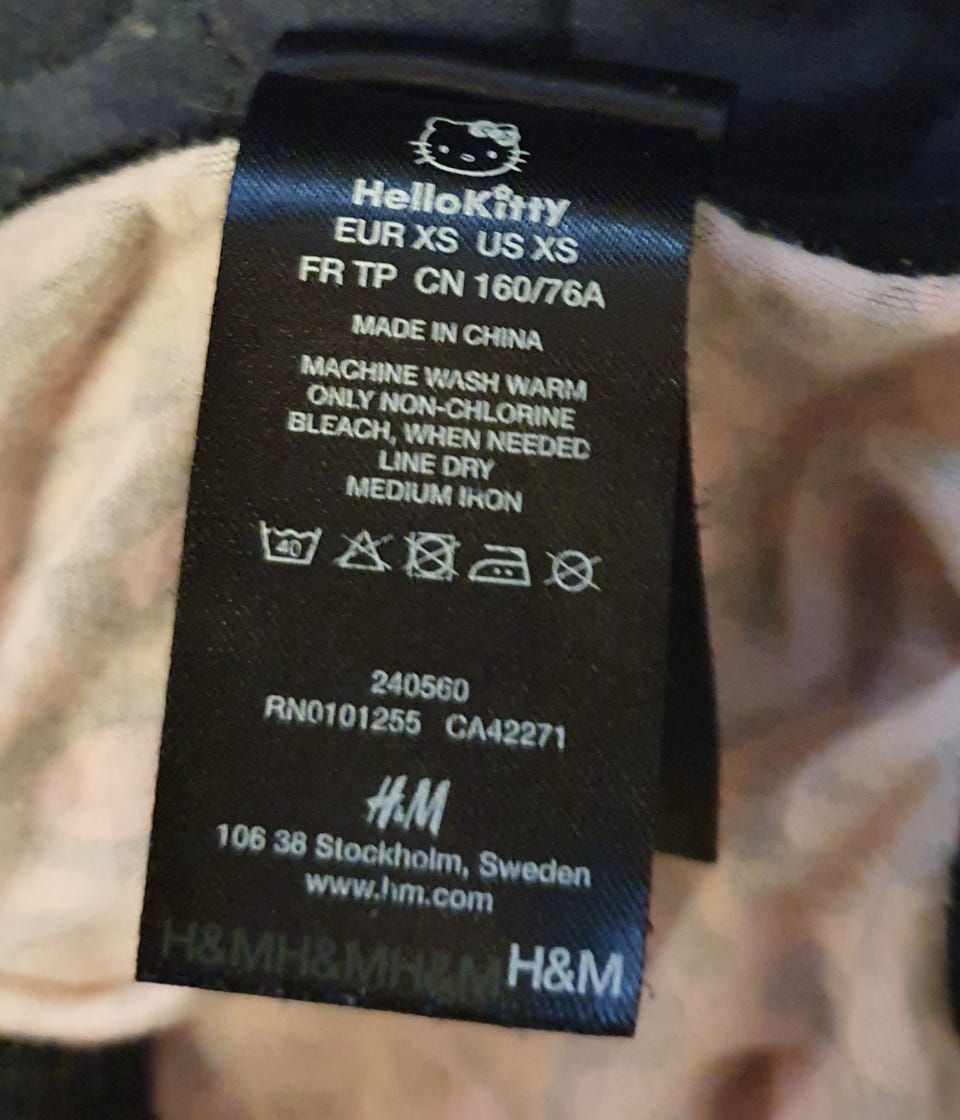 HelloKitty
EUR XS US XS
FR TP CN 160/76A
MADE IN CHINA
MACHINE WASH WARM
ONLY NON-CHLORINE
BLEACH, WHEN NEEDED
LINE DRY
MEDIUM IRON
40
240560
RN0101255 CA42271
H&M
106 38 Stockholm, Sweden
www.hm.com
H&MH&MH&M H&M